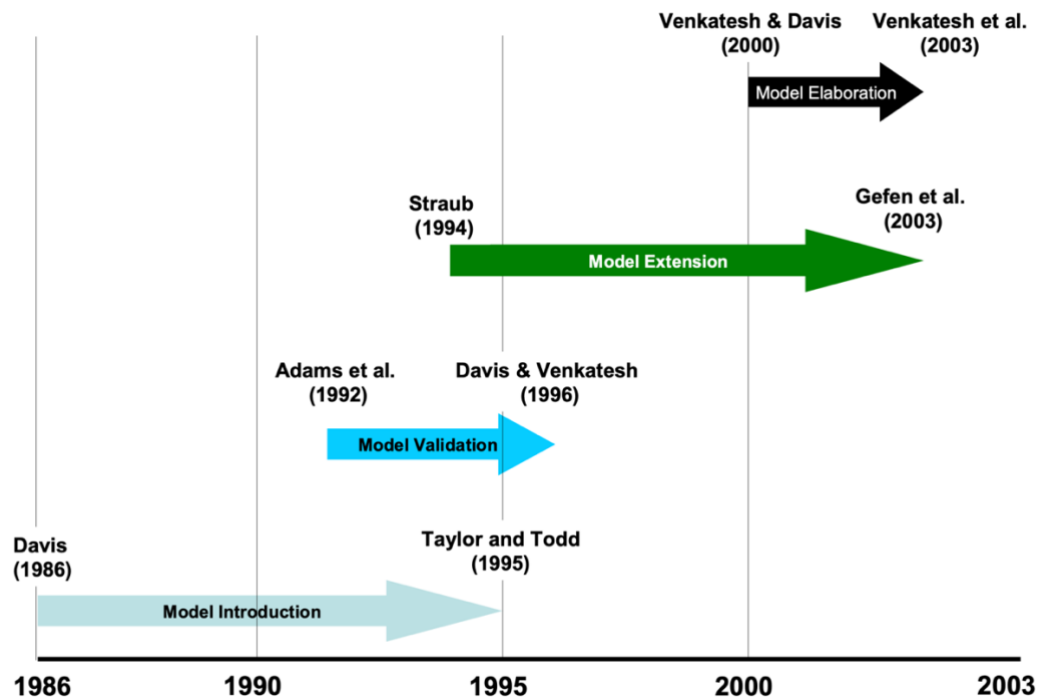 Venkatesh & Davis
(2000)
Venkatesh et al.
(2003)
Model Elaboration
Straub
(1994)
Gefen et al.
(2003)
Model Extension
Adams et al.
(1992)
Davis & Venkatesh
(1996)
Model Validation
Davis
(1986)
Taylor and Todd
(1995)
Model Introduction
1986
1990
1995
2000
2003